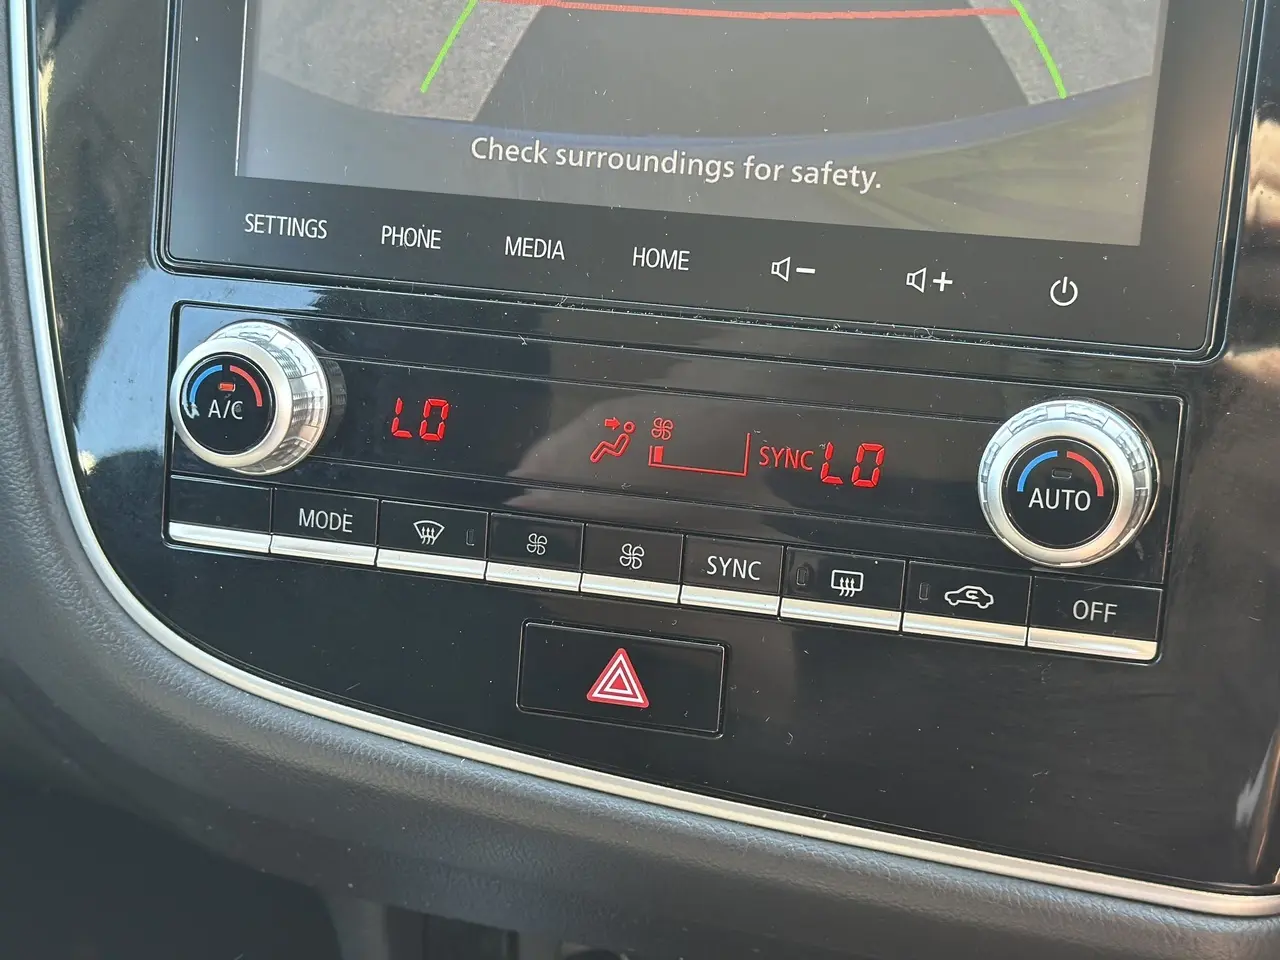 Check surroundings for safety.
SETTINGS PHONE MEDIA HOME
A/C LO SYNC LO AUTO
MODE SYNC OFF